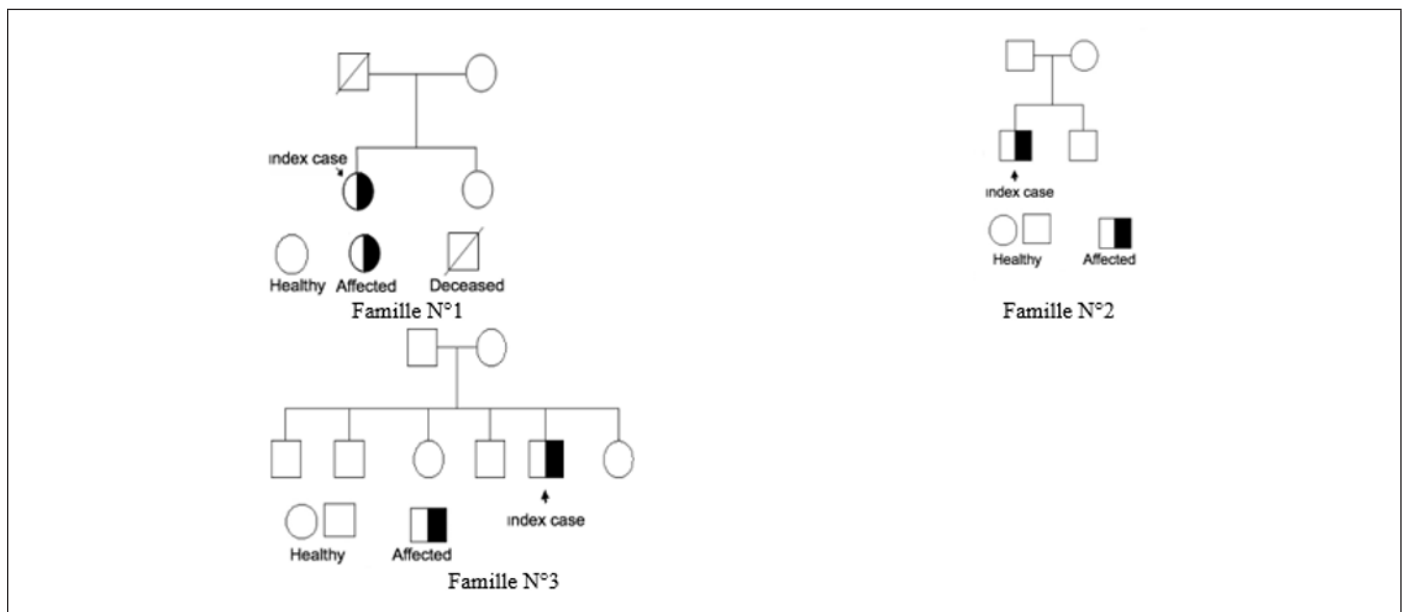 index case
Healthy Affected Deceased
Famille N°1
index case
Healthy Affected
Famille N°2
index case
Healthy Affected
Famille N°3